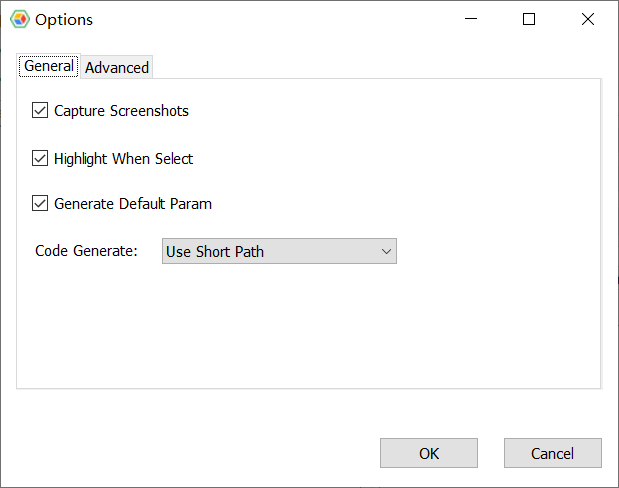 Options
General Advanced
Capture Screenshots
Highlight When Select
Generate Default Param
Code Generate: Use Short Path
OK Cancel